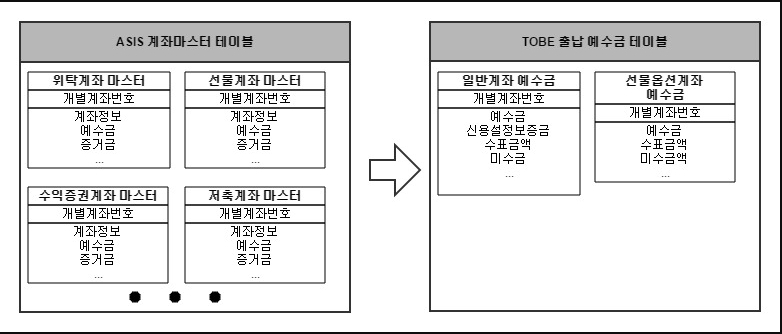 ASIS 계좌마스터 테이블
위탁계좌 마스터
개별계좌번호
계좌정보
예수금
증거금
...
선물계좌 마스터
개별계좌번호
계좌정보
예수금
증거금
...
수익증권계좌 마스터
개별계좌번호
계좌정보
예수금
증거금
...
저축계좌 마스터
개별계좌번호
계좌정보
예수금
증거금
...
TOBE 출납 예수금 테이블
일반계좌 예수금
개별계좌번호
예수금
신용설정보증금
수표금액
미수금
...
선물옵션계좌
예수금
개별계좌번호
예수금
수표금액
미수금액
...